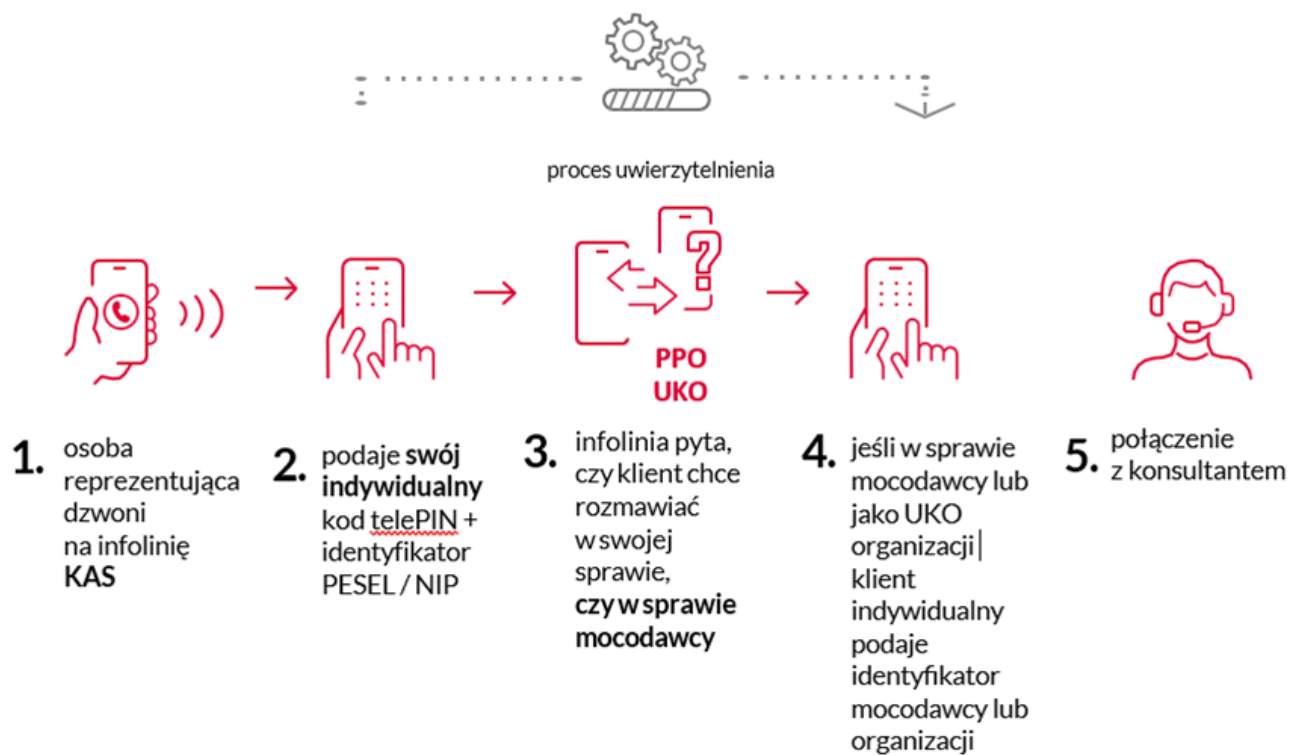 proces uwierzytelnienia
PPO
UKO
1. osoba
reprezentująca
dzwoni
na infolinię
KAS
2. podaje swój
indywidualny
kod telePIN +
identyfikator
PESEL / NIP
3. infolinia pyta,
czy klient chce
rozmawiać
w swojej
sprawie,
czy w sprawie
mocodawcy
4. jeśli w sprawie
mocodawcy lub
jako UKO
organizacji|
klient
indywidualny
podaje
identyfikator
mocodawcy lub
organizacji
5. połączenie
z konsultantem